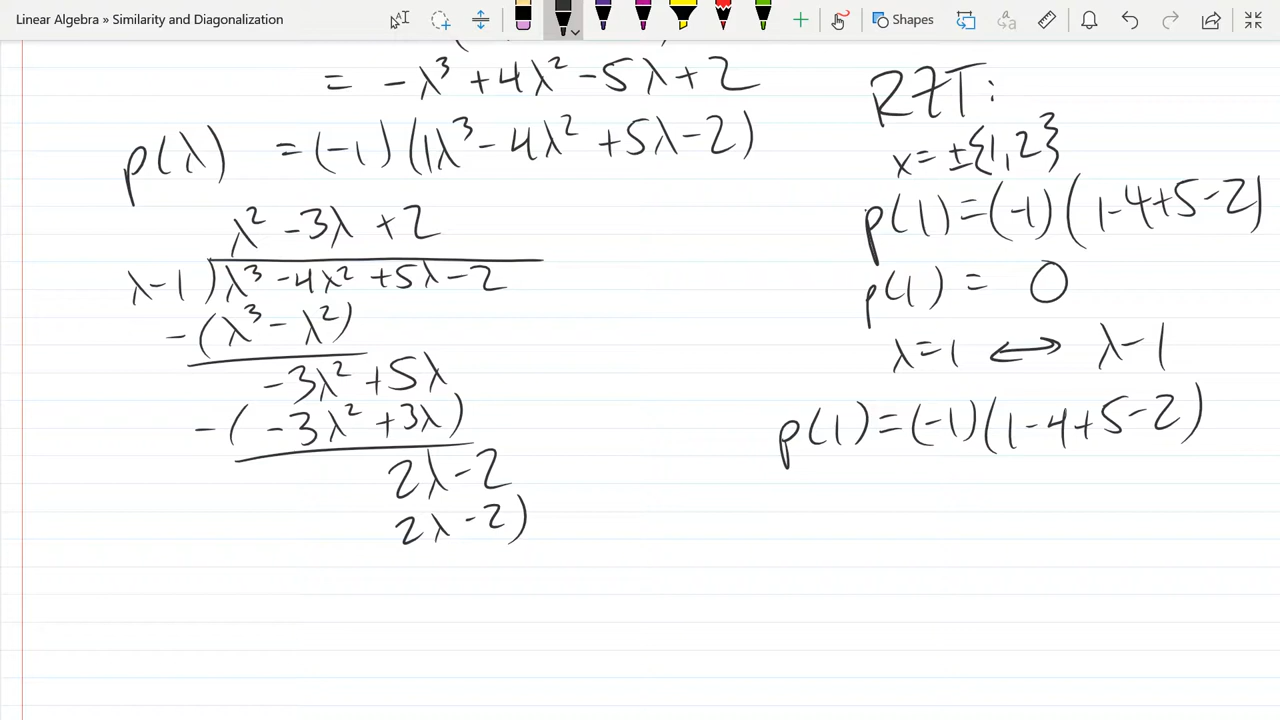 Linear Algebra » Similarity and Diagonalization
Shapes
= -λ³ + 4λ² - 5λ + 2
p(λ) = (-1)(1λ³ - 4λ² + 5λ - 2)
λ² - 3λ + 2
λ-1 ) λ³ - 4λ² + 5λ - 2
-(λ³ - λ²)
-3λ² + 5λ
-( -3λ² + 3λ)
2λ - 2
2λ - 2)
RZT:
x = ±{1, 2}
p(1) = (-1)(1-4+5-2)
p(1) = 0
λ=1 ↔ λ-1
p(1) = (-1)(1-4+5-2)